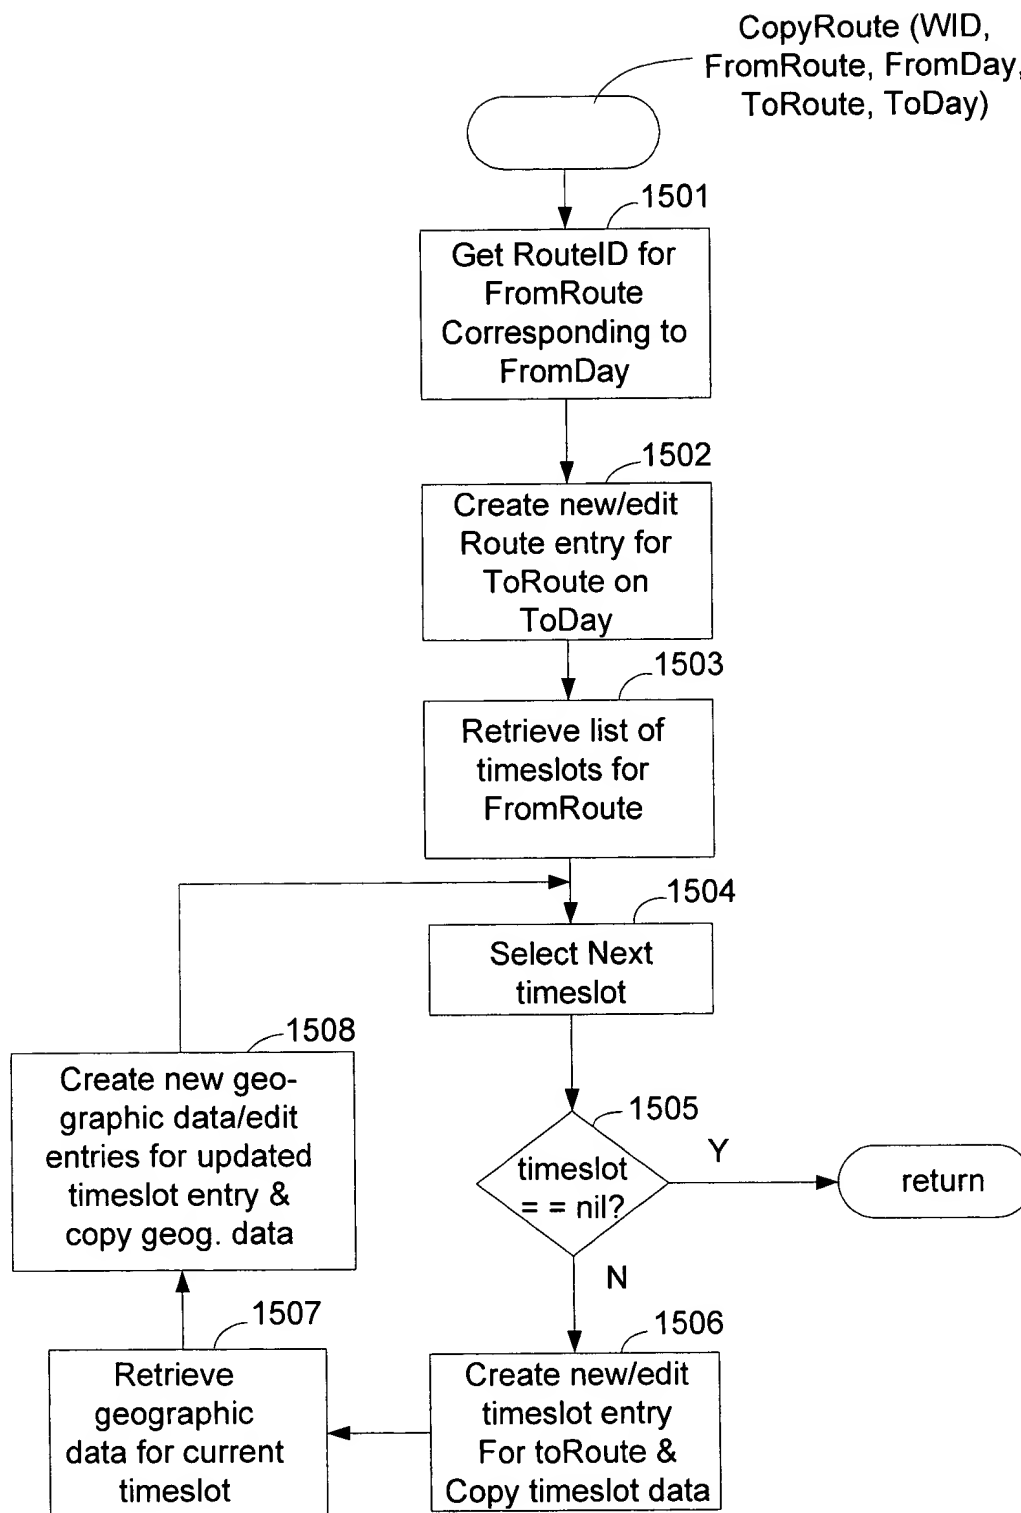 CopyRoute (WID,
FromRoute, FromDay,
ToRoute, ToDay)
1501
Get RouteID for
FromRoute
Corresponding to
FromDay
1502
Create new/edit
Route entry for
ToRoute on
ToDay
1503
Retrieve list of
timeslots for
FromRoute
1504
Select Next
timeslot
1505
timeslot
= = nil?
Y
return
N
1506
Create new/edit
timeslot entry
For toRoute &
Copy timeslot data
1507
Retrieve
geographic
data for current
timeslot
1508
Create new geo-
graphic data/edit
entries for updated
timeslot entry &
copy geog. data